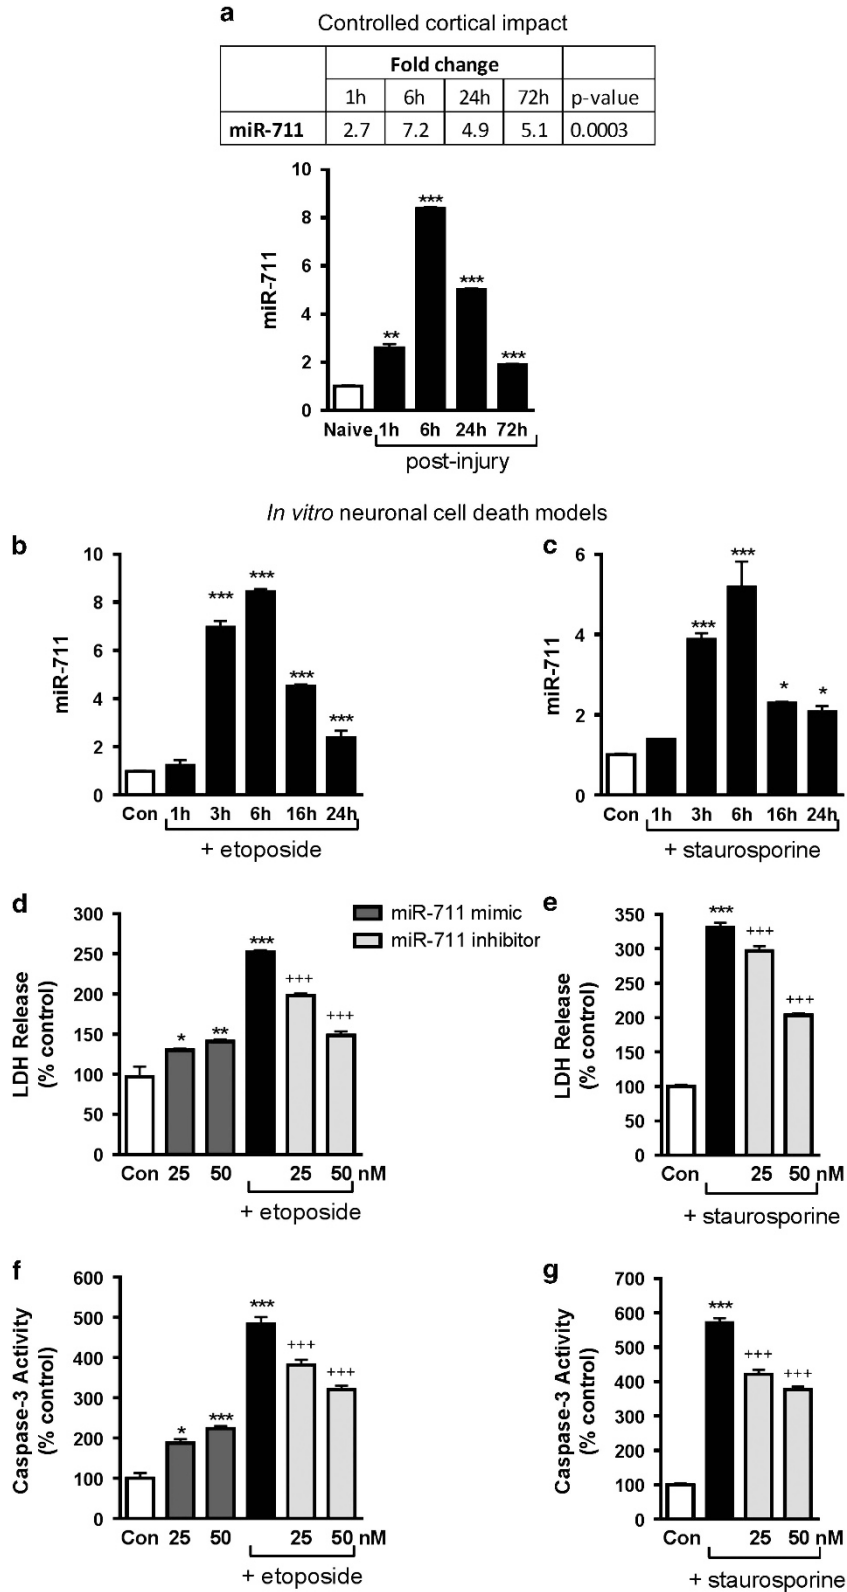 a
Controlled cortical impact
Fold change
1h 6h 24h 72h p-value
miR-711 2.7 7.2 4.9 5.1 0.0003
miR-711
10
8
6
4
2
0
**
***
***
***
Naive 1h 6h 24h 72h
post-injury
In vitro neuronal cell death models
b
miR-711
10
8
6
4
2
0
***
***
***
***
Con 1h 3h 6h 16h 24h
+ etoposide
c
miR-711
6
4
2
0
***
***
*
*
Con 1h 3h 6h 16h 24h
+ staurosporine
d
LDH Release
(% control)
300
250
200
150
100
50
0
*
**
***
+++
+++
miR-711 mimic
miR-711 inhibitor
Con 25 50 25 50 nM
+ etoposide
e
LDH Release
(% control)
350
300
250
200
150
100
50
0
***
+++
+++
Con 25 50 nM
+ staurosporine
f
Caspase-3 Activity
(% control)
600
500
400
300
200
100
0
*
***
***
+++
+++
Con 25 50 25 50 nM
+ etoposide
g
Caspase-3 Activity
(% control)
700
600
500
400
300
200
100
0
***
+++
+++
Con 25 50 nM
+ staurosporine